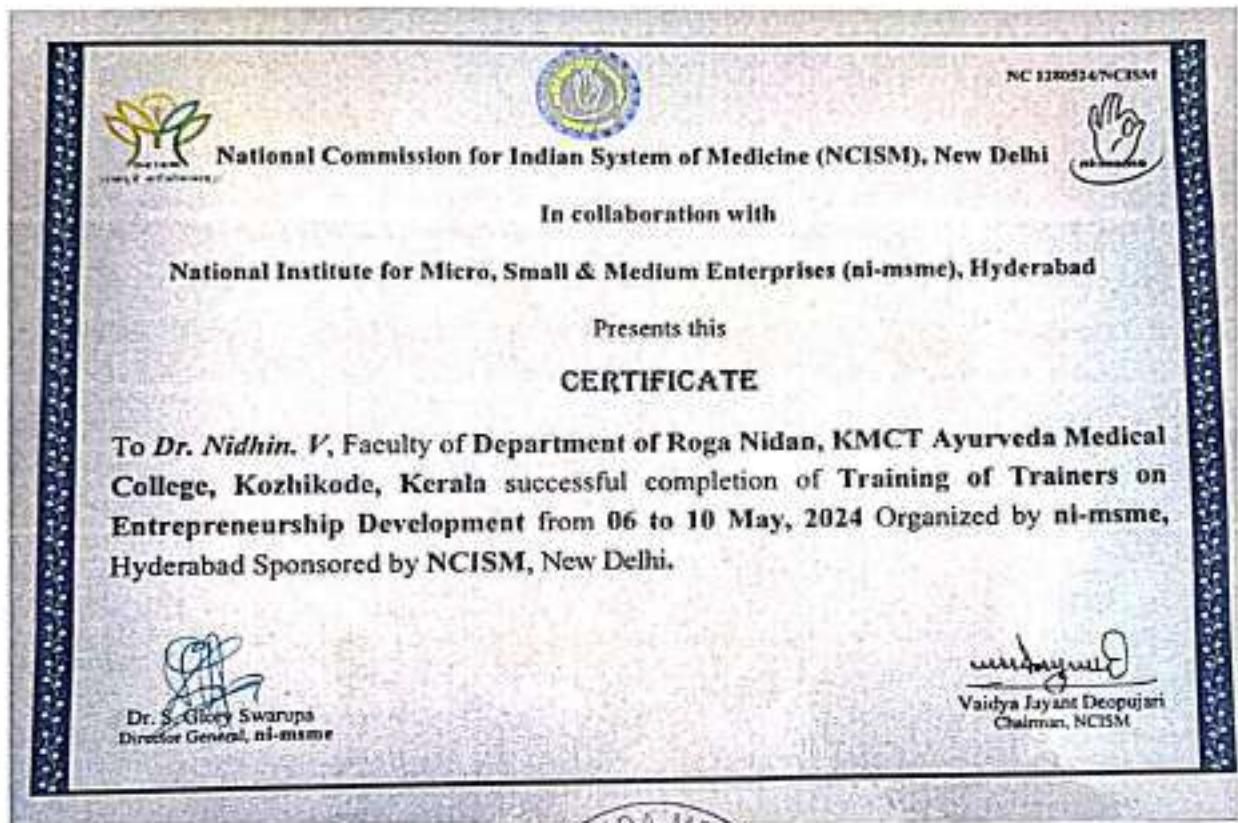 NC 1180524/NCISM
National Commission for Indian System of Medicine (NCISM), New Delhi
ni-msme
In collaboration with
National Institute for Micro, Small & Medium Enterprises (ni-msme), Hyderabad
Presents this
CERTIFICATE
To Dr. Nidhin. V, Faculty of Department of Roga Nidan, KMCT Ayurveda Medical
College, Kozhikode, Kerala successful completion of Training of Trainers on
Entrepreneurship Development from 06 to 10 May, 2024 Organized by ni-msme,
Hyderabad Sponsored by NCISM, New Delhi.
Dr. S. Glory Swarupa
Director General, ni-msme
Vaidya Jayant Deopujari
Chairman, NCISM